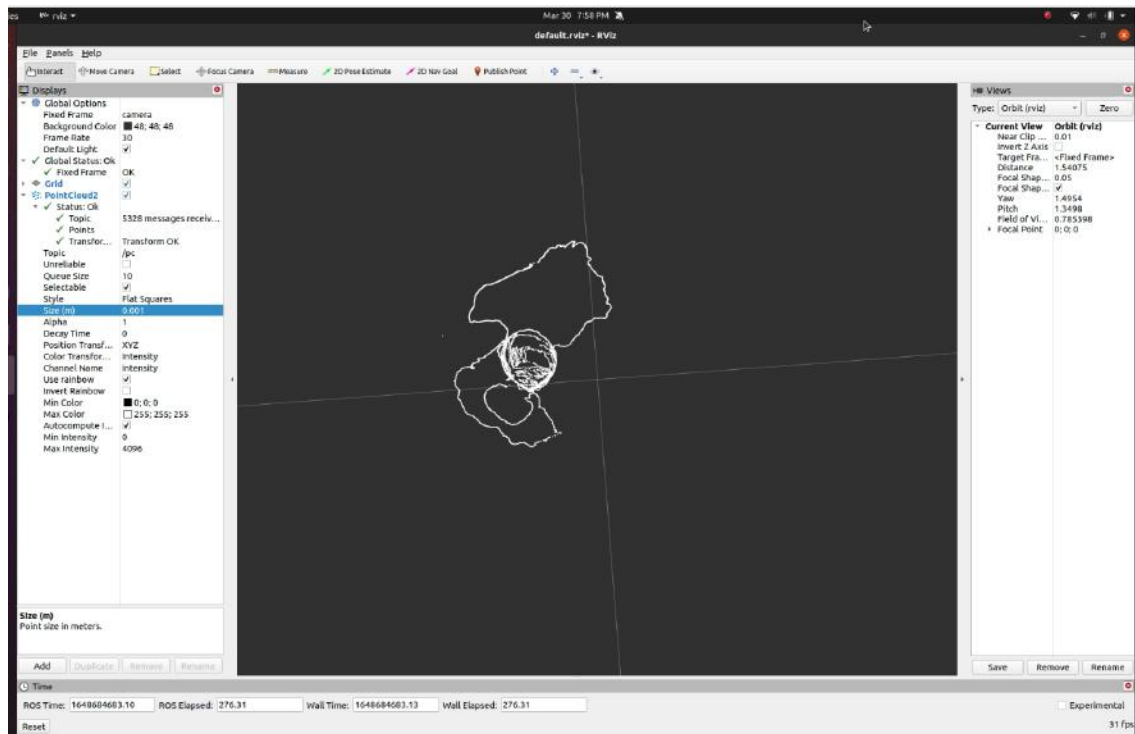 es rviz Mar 30 7:58 PM
default.rviz* - RViz
File Panels Help
Interact Move Camera Select Focus Camera Measure 2D Pose Estimate 2D Nav Goal Publish Point
Displays
Global Options
Fixed Frame camera
Background Color 48; 48; 48
Frame Rate 30
Default Light
Global Status: Ok
Fixed Frame OK
Grid
PointCloud2
Status: Ok
Topic 5328 messages receiv...
Points
Transfor... Transform OK
Topic /pc
Unreliable
Queue Size 10
Selectable
Style Flat Squares
Size (m) 0.001
Alpha 1
Decay Time 0
Position Transf... XYZ
Color Transfor... Intensity
Channel Name intensity
Use rainbow
Invert Rainbow
Min Color 0; 0; 0
Max Color 255; 255; 255
Autocompute I...
Min Intensity 0
Max Intensity 4096
Size (m)
Point size in meters.
Add Duplicate Remove Rename
Views
Type: Orbit (rviz) Zero
Current View Orbit (rviz)
Near Clip ... 0.01
Invert Z Axis
Target Fra... <Fixed Frame>
Distance 1.54075
Focal Shap... 0.05
Focal Shap...
Yaw 1.4954
Pitch 1.3498
Field of Vi... 0.785398
Focal Point 0; 0; 0
Save Remove Rename
Time
ROS Time: 1648684683.10 ROS Elapsed: 276.31 Wall Time: 1648684683.13 Wall Elapsed: 276.31 Experimental
Reset 31 fps